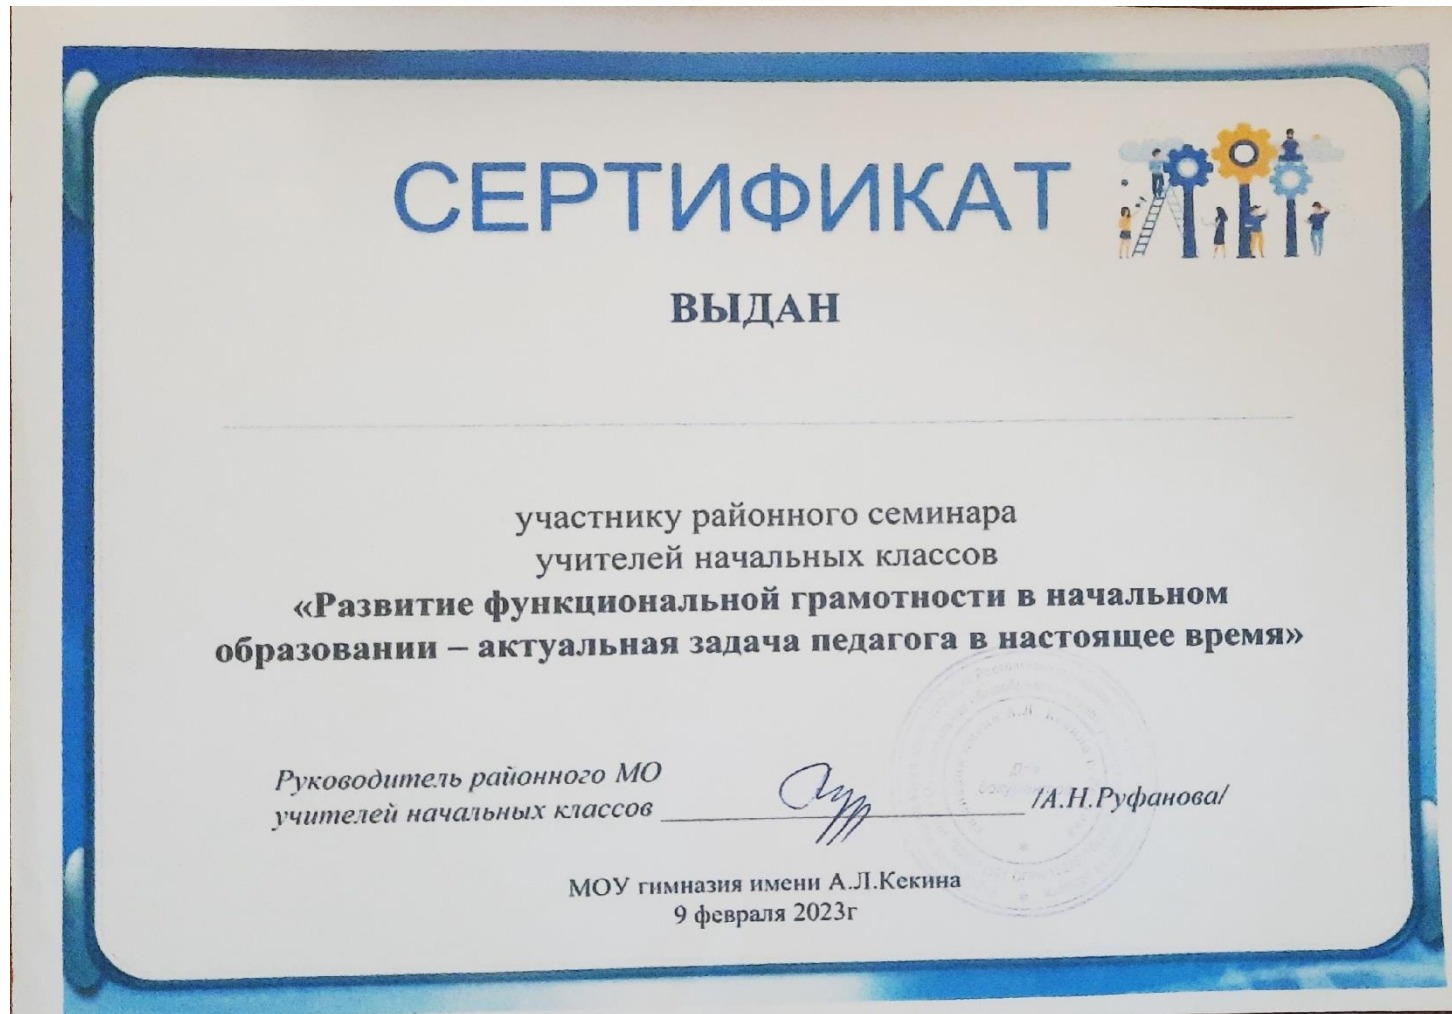 СЕРТИФИКАТ
ВЫДАН
участнику районного семинара
учителей начальных классов
«Развитие функциональной грамотности в начальном
образовании – актуальная задача педагога в настоящее время»
Руководитель районного МО
учителей начальных классов /А.Н.Руфанова/
МОУ гимназия имени А.Л.Кекина
9 февраля 2023г